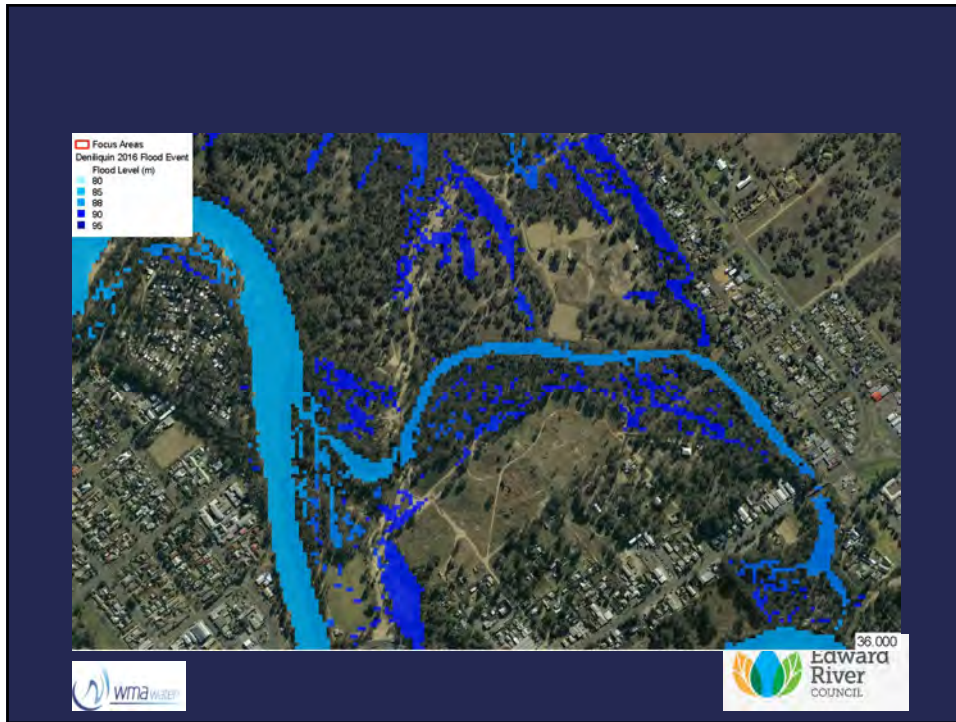 Focus Areas
Deniliquin 2016 Flood Event
Flood Level (m)
80
85
88
90
95
36.000
wma water
Edward
River
COUNCIL